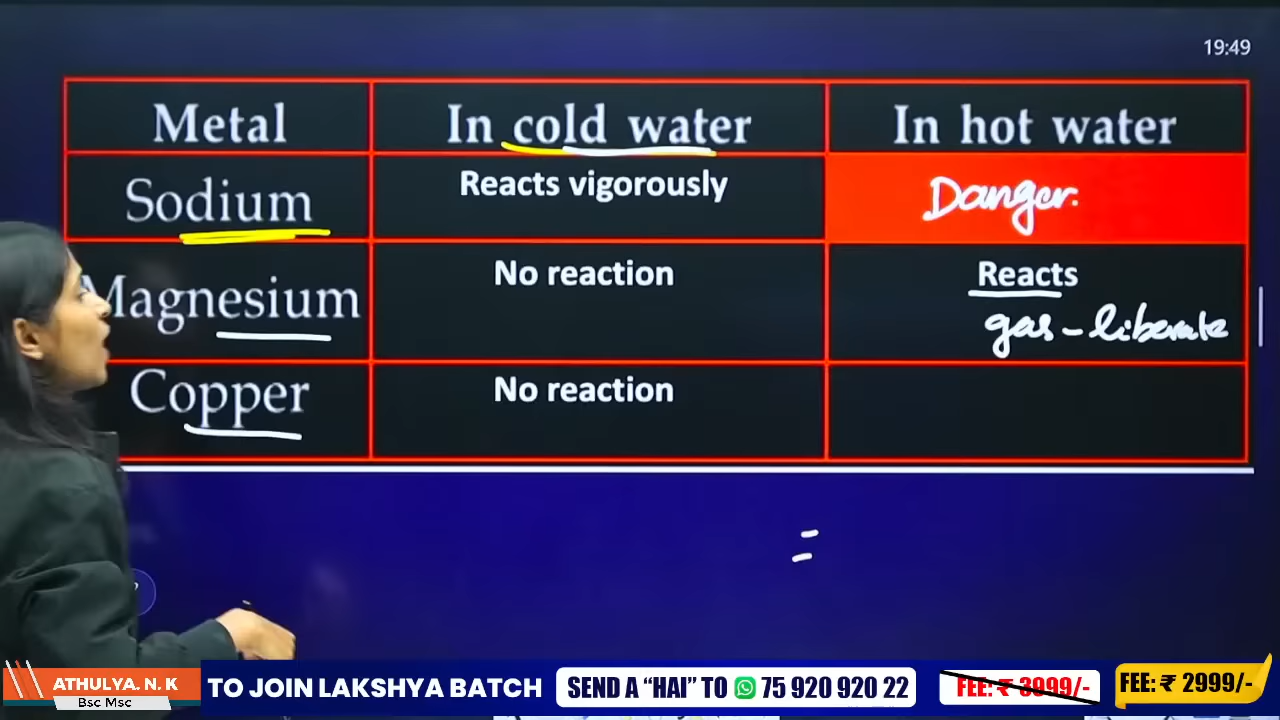 19:49
Metal
In cold water
In hot water
Sodium
Reacts vigorously
Danger.
Magnesium
No reaction
Reacts
gas - liberate
Copper
No reaction
ATHULYA. N. K
Bsc Msc
TO JOIN LAKSHYA BATCH
SEND A “HAI” TO 75 920 920 22
FEE: ₹ 3999/-
FEE: ₹ 2999/-